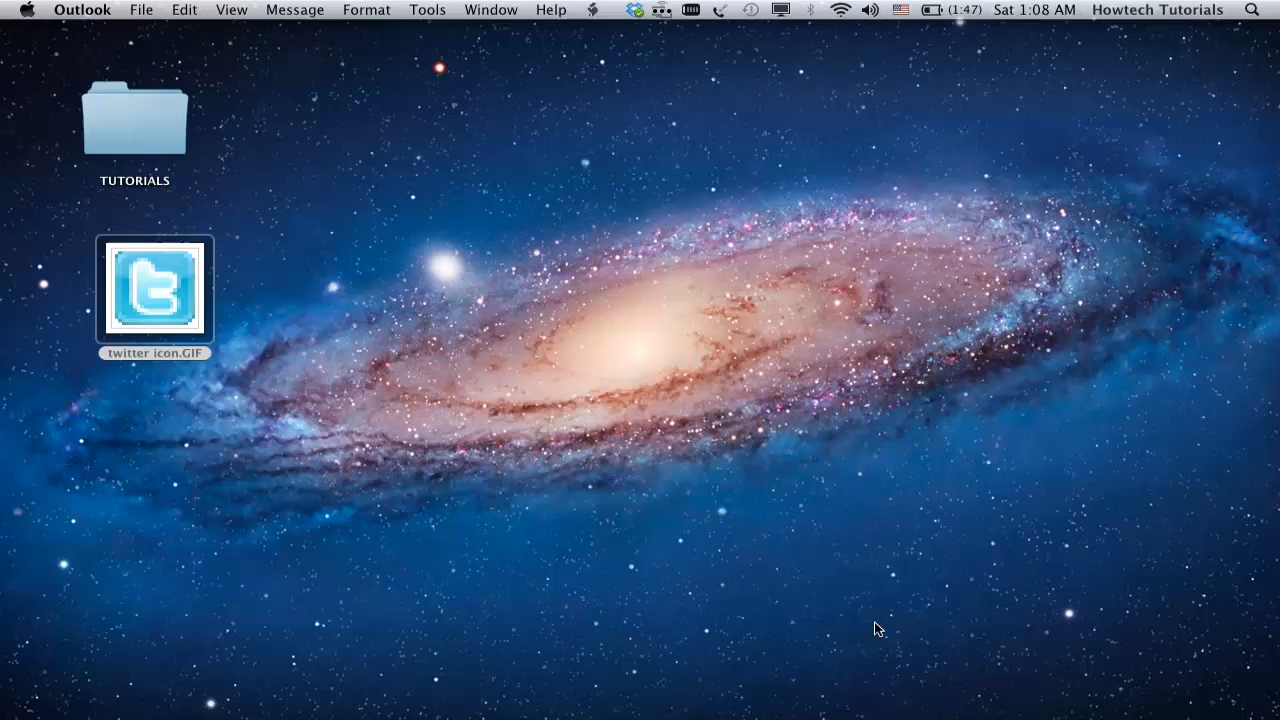 Outlook File Edit View Message Format Tools Window Help (1:47) Sat 1:08 AM Howtech Tutorials
TUTORIALS
twitter icon.GIF